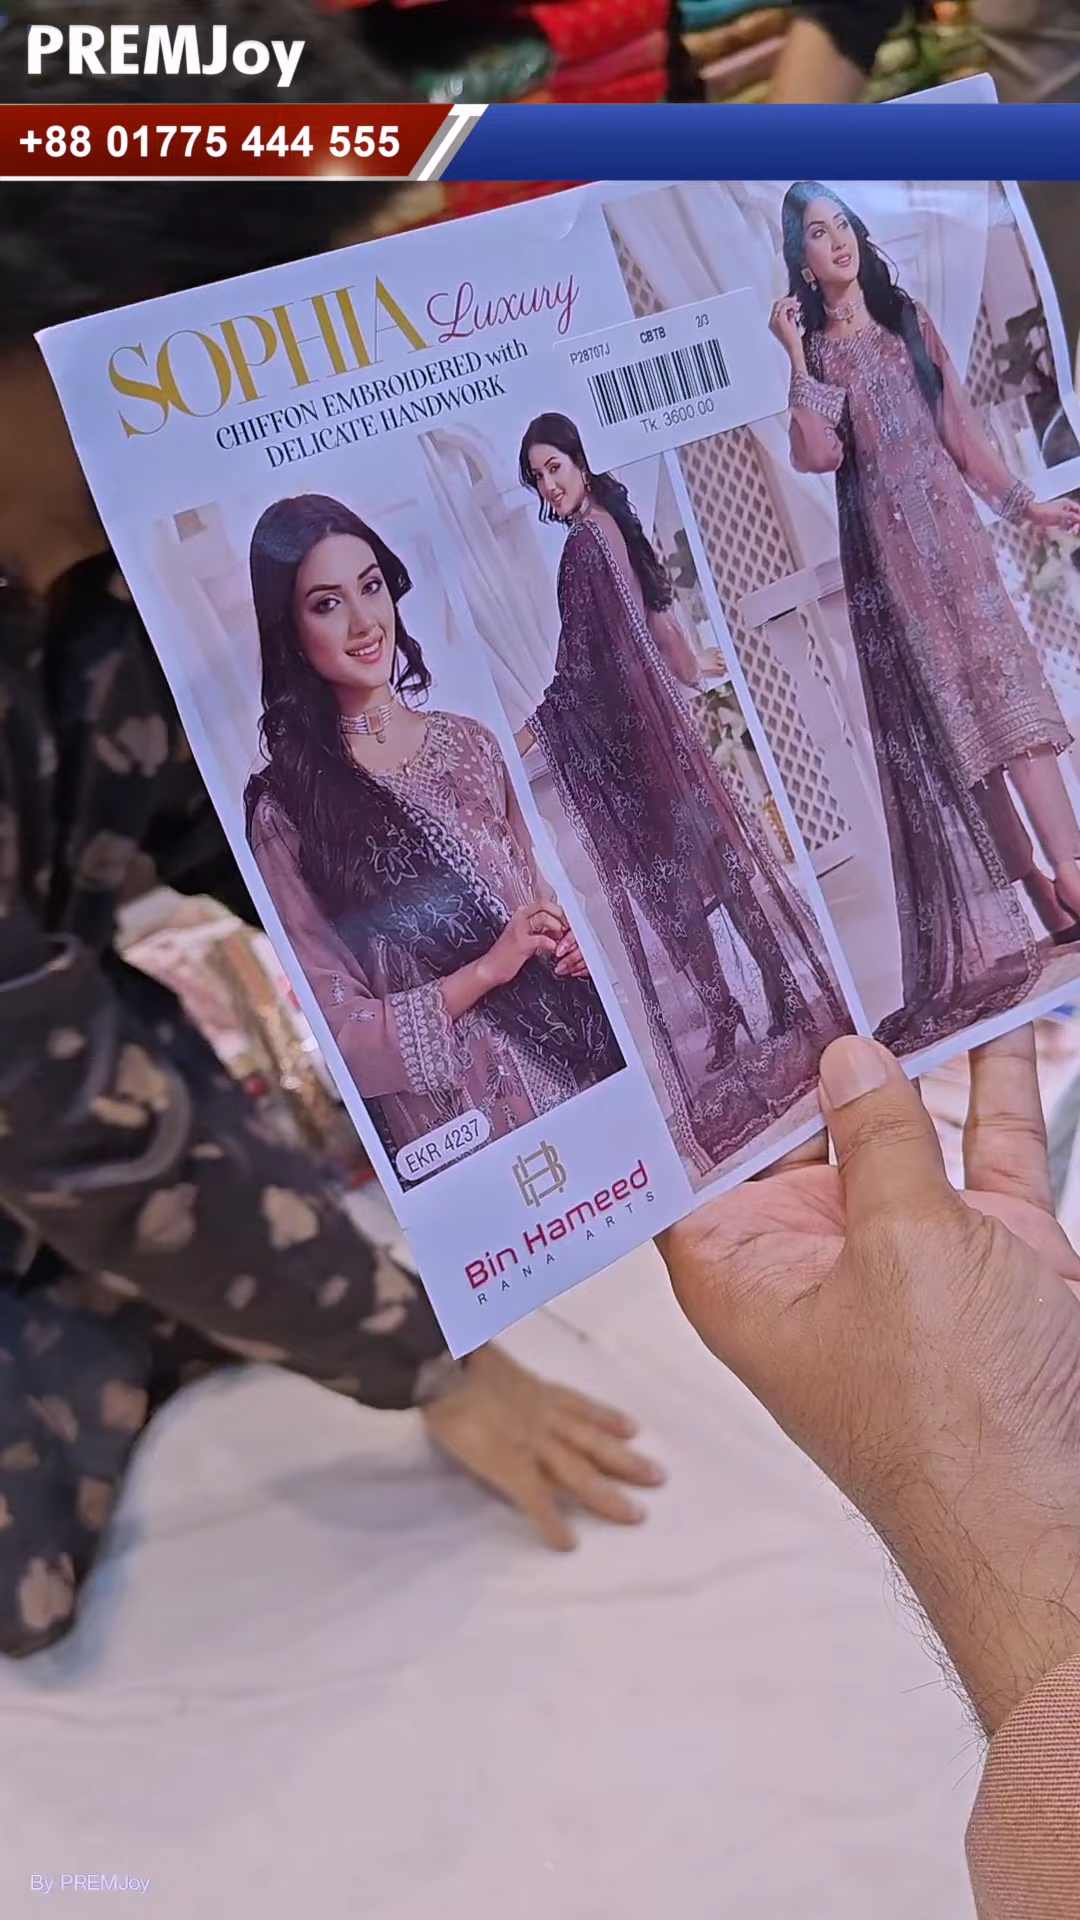 PREMJoy
+88 01775 444 555
SOPHIA Luxury
CHIFFON EMBROIDERED with
DELICATE HANDWORK
P28707J CBTB 2/3
Tk. 3600.00
EKR 4237
Bin Hameed
RANA ARTS
By PREMJoy